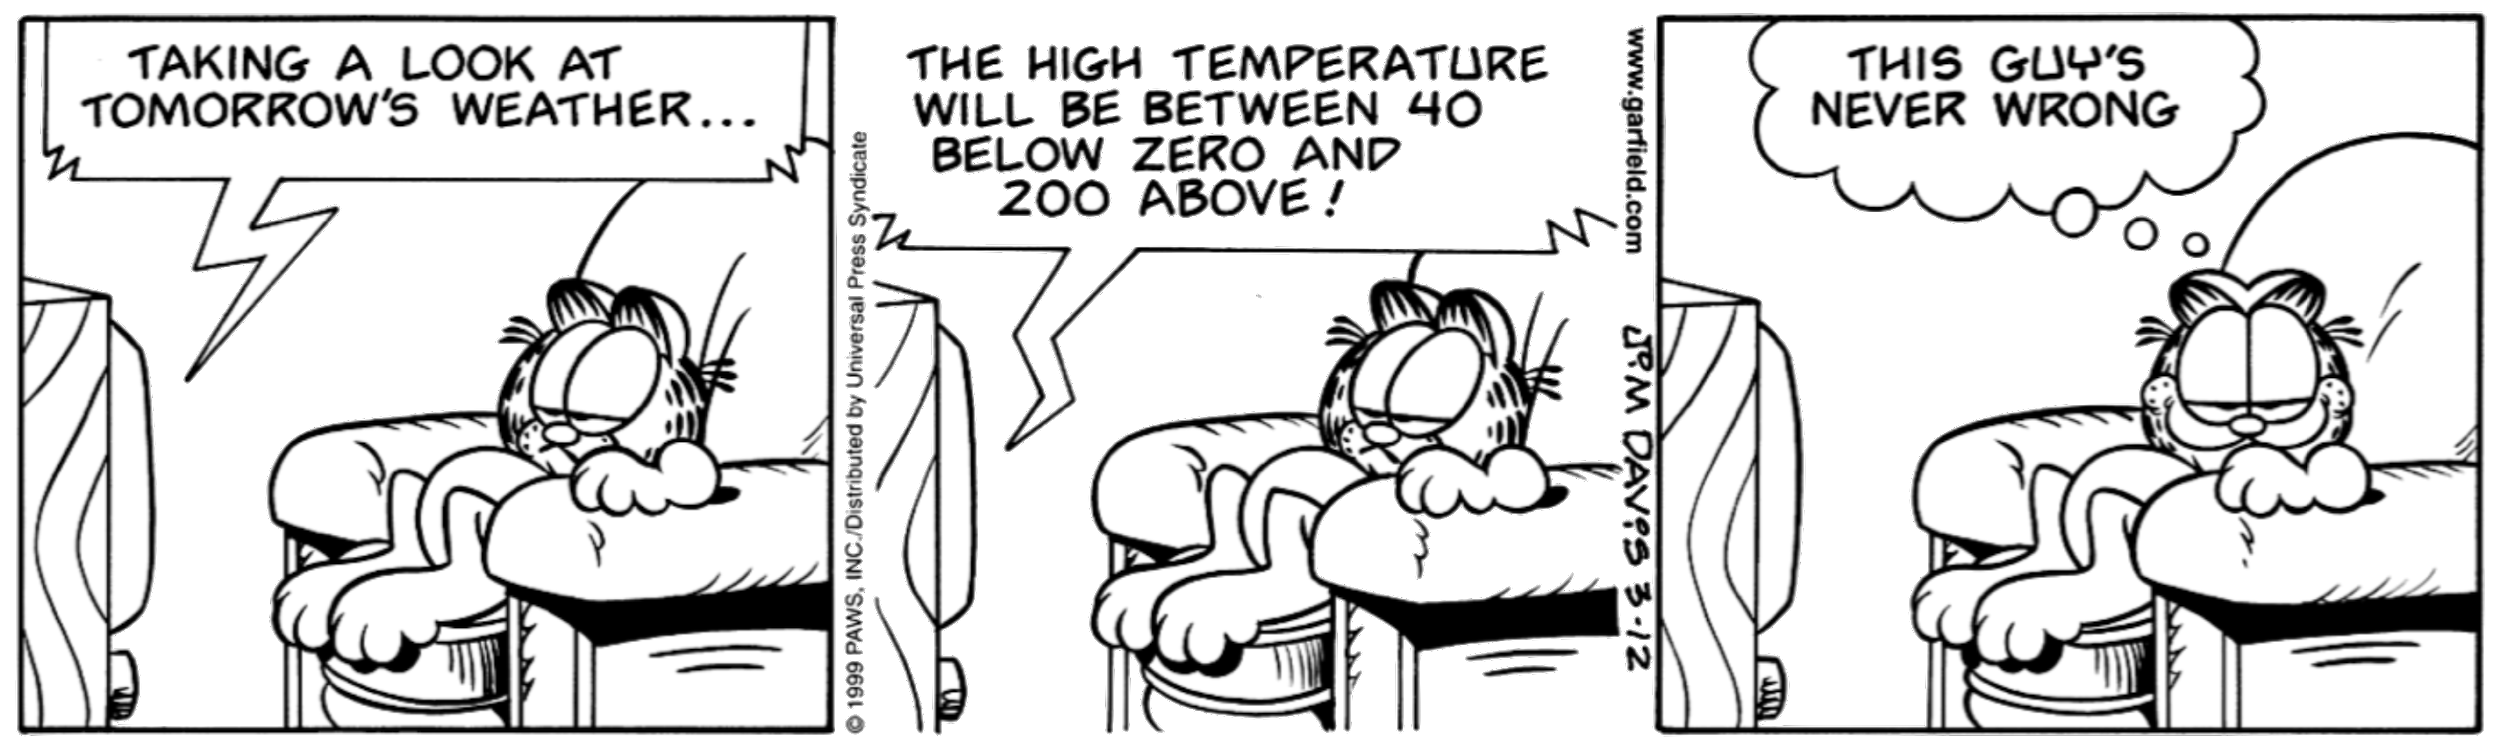 TAKING A LOOK AT
TOMORROW'S WEATHER...
© 1999 PAWS, INC./Distributed by Universal Press Syndicate
THE HIGH TEMPERATURE
WILL BE BETWEEN 40
BELOW ZERO AND
200 ABOVE!
www.garfield.com
JIM DAVIS 3.12
THIS GUY'S
NEVER WRONG